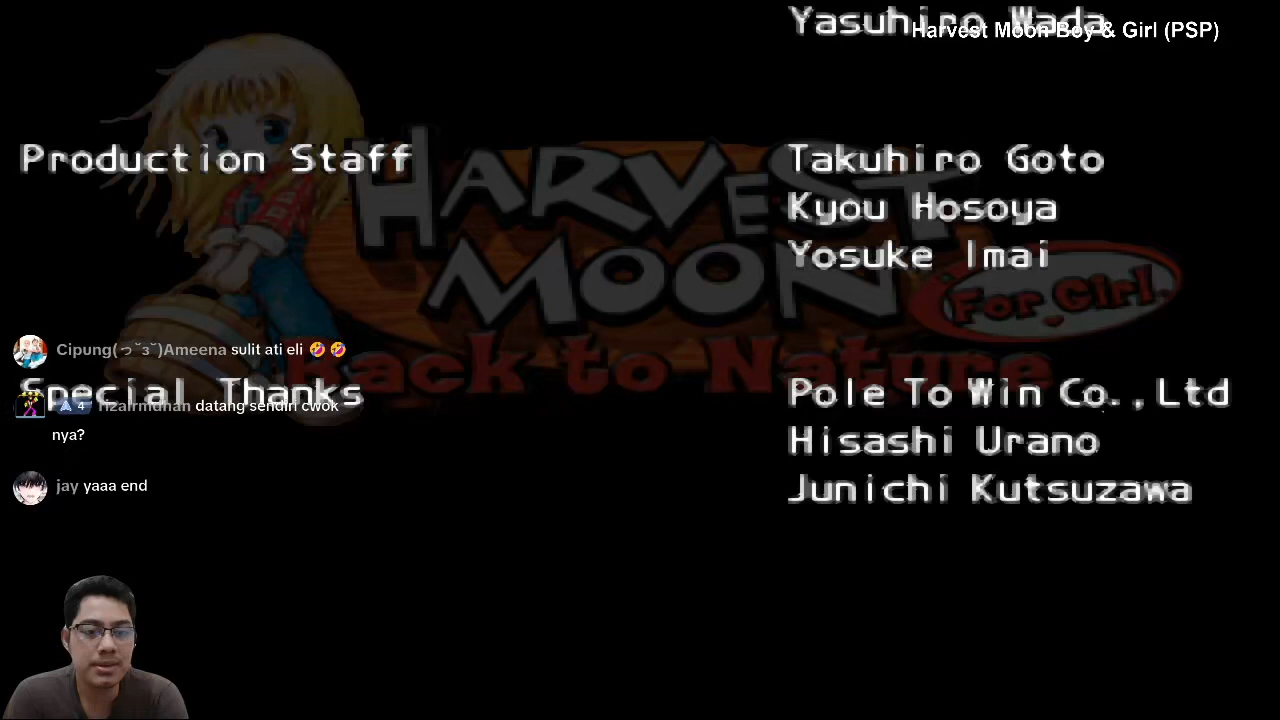 Yasuhiro Wada
Harvest Moon Boy & Girl (PSP)
Production Staff
Takuhiro Goto
Kyou Hosoya
Yosuke Imai
HARVEST
MOON
For Girl
Back to Nature
Cipung(っ˘з˘)Ameena sulit ati eli 🤣 🤣
Special Thanks
Pole To Win Co.,Ltd
4 rizalrmdhan datang sendiri cwok
nya?
Hisashi Urano
jay yaaa end
Junichi Kutsuzawa